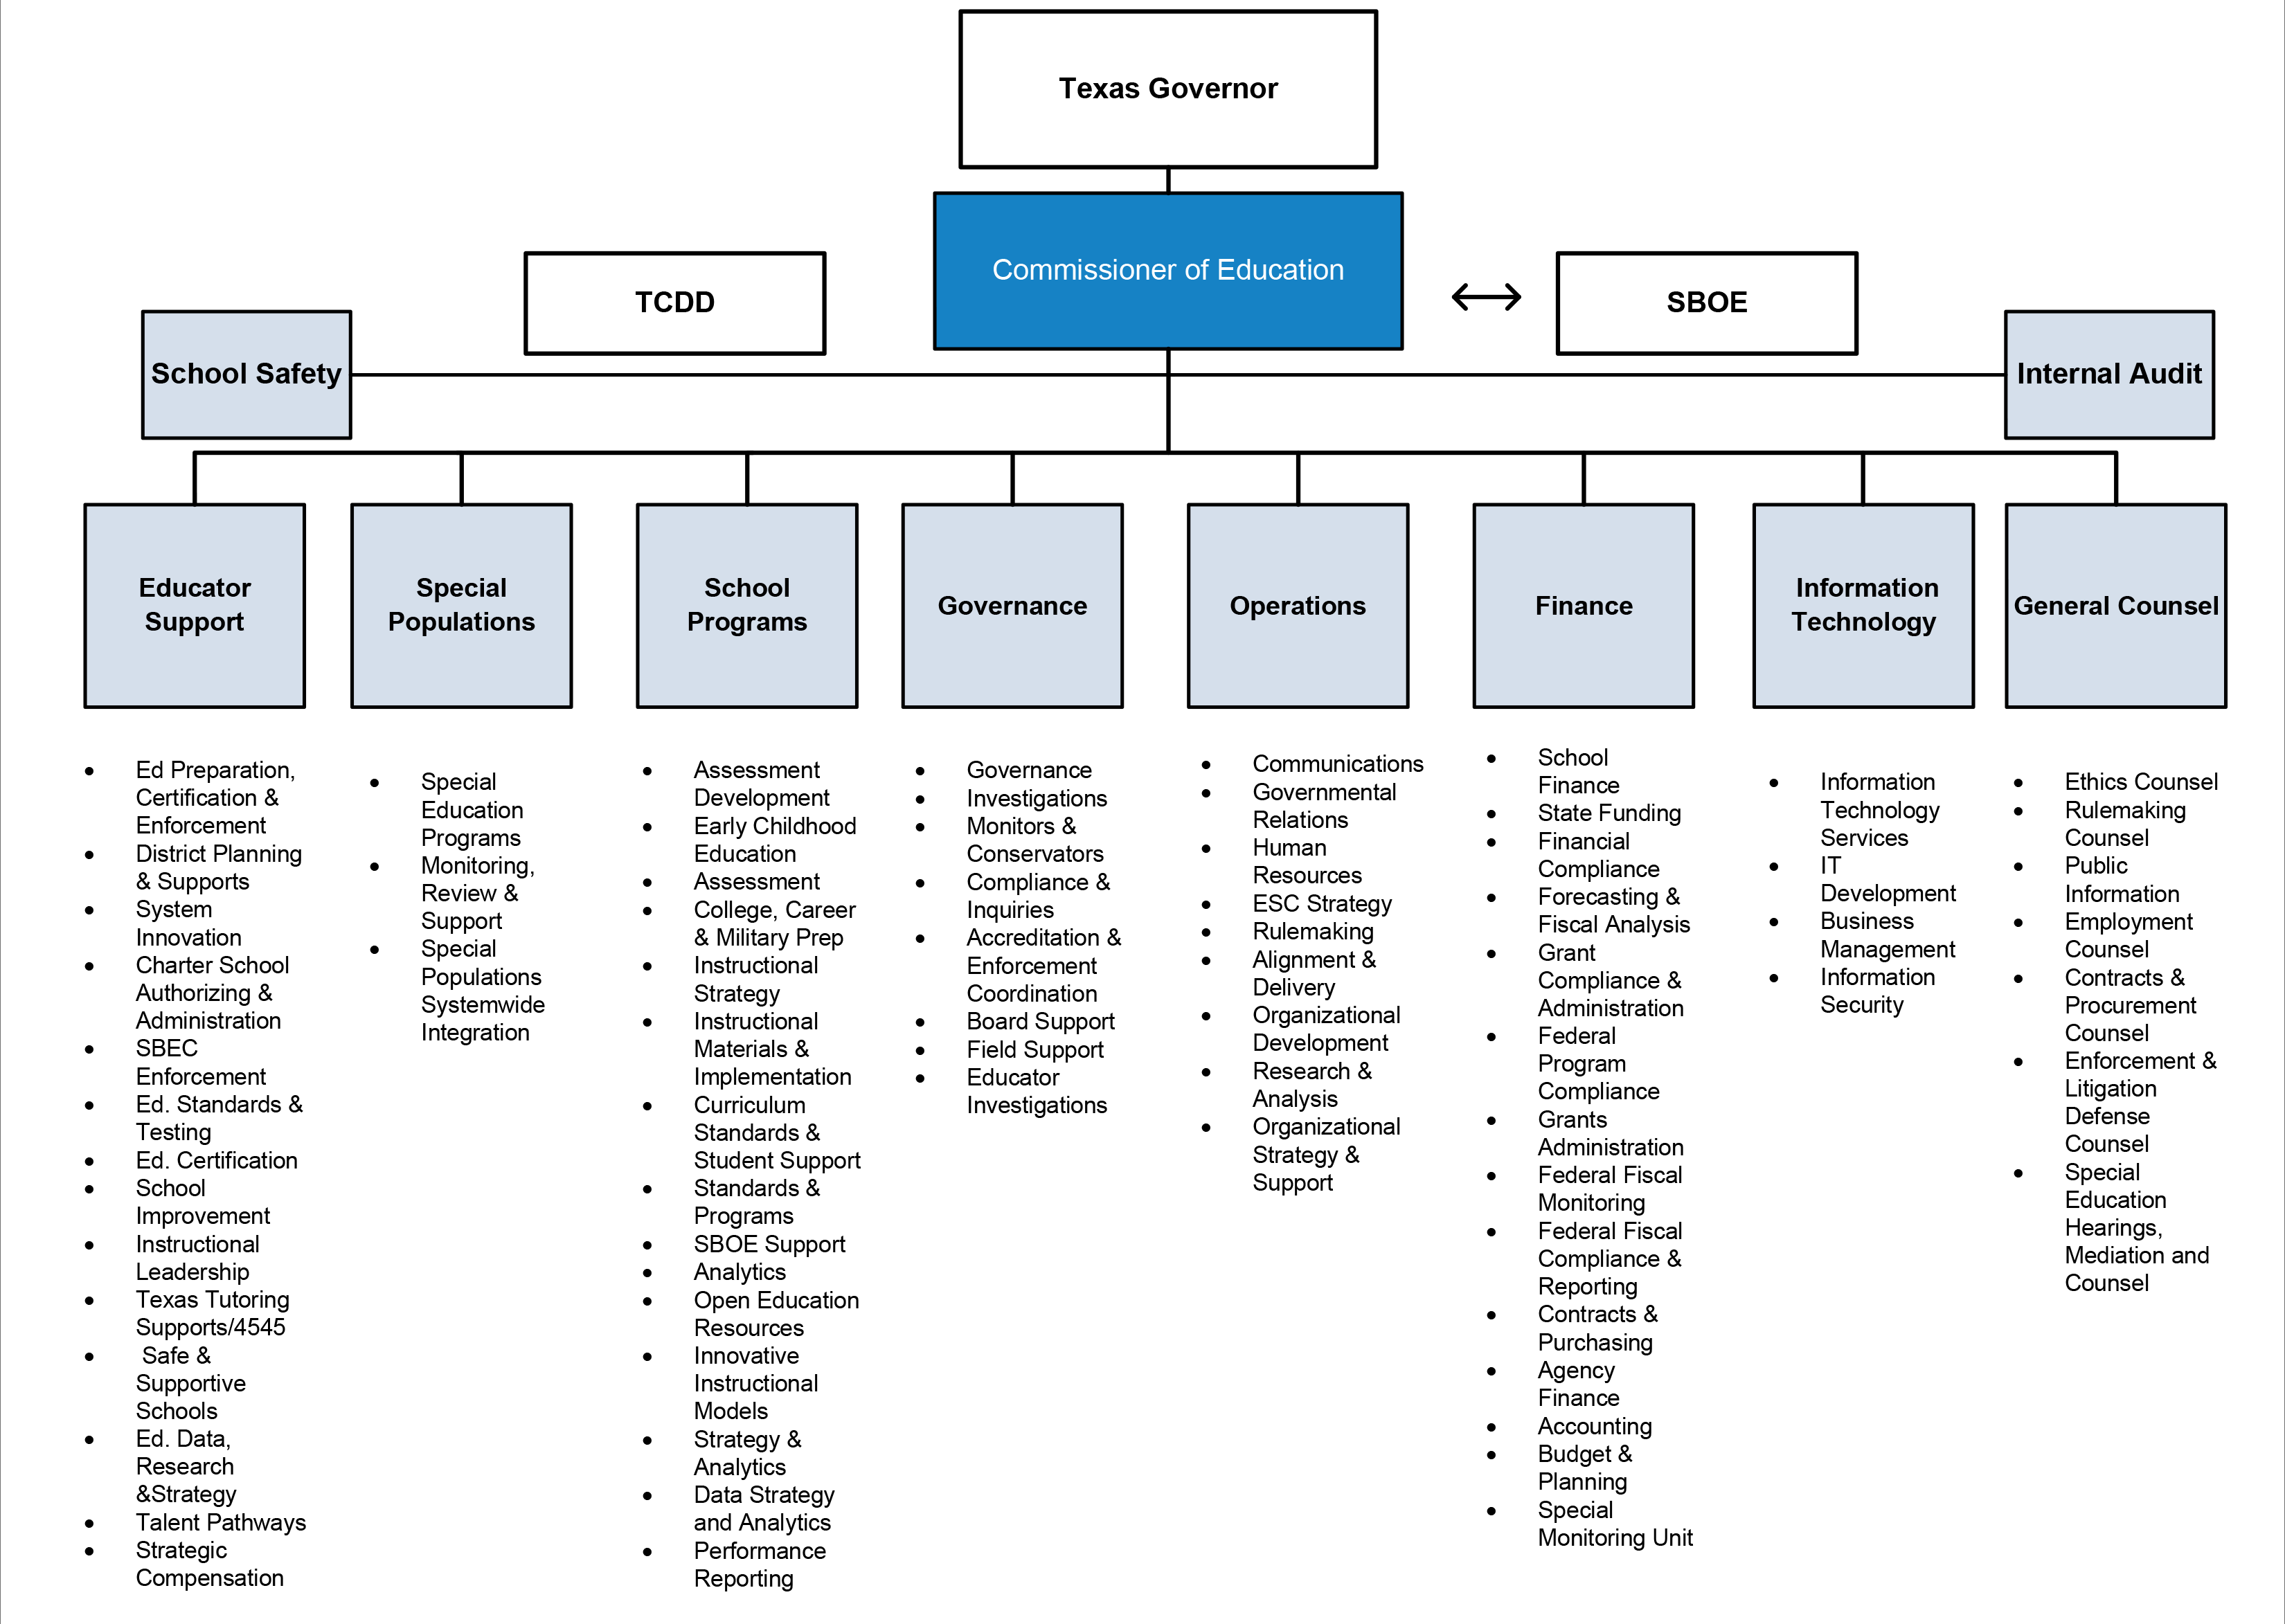 Texas Governor
Commissioner of Education
TCDD
SBOE
School Safety
Internal Audit
Educator
Support
Special
Populations
School
Programs
Governance
Operations
Finance
Information
Technology
General Counsel
• Ed Preparation,
Certification &
Enforcement
• District Planning
& Supports
• System
Innovation
• Charter School
Authorizing &
Administration
• SBEC
Enforcement
• Ed. Standards &
Testing
• Ed. Certification
• School
Improvement
• Instructional
Leadership
• Texas Tutoring
Supports/4545
• Safe &
Supportive
Schools
• Ed. Data,
Research
&Strategy
• Talent Pathways
• Strategic
Compensation
• Special
Education
Programs
• Monitoring,
Review &
Support
• Special
Populations
Systemwide
Integration
• Assessment
Development
• Early Childhood
Education
• Assessment
• College, Career
& Military Prep
• Instructional
Strategy
• Instructional
Materials &
Implementation
• Curriculum
Standards &
Student Support
• Standards &
Programs
• SBOE Support
• Analytics
• Open Education
Resources
• Innovative
Instructional
Models
• Strategy &
Analytics
• Data Strategy
and Analytics
• Performance
Reporting
• Governance
• Investigations
• Monitors &
Conservators
• Compliance &
Inquiries
• Accreditation &
Enforcement
Coordination
• Board Support
• Field Support
• Educator
Investigations
• Communications
• Governmental
Relations
• Human
Resources
• ESC Strategy
• Rulemaking
• Alignment &
Delivery
• Organizational
Development
• Research &
Analysis
• Organizational
Strategy &
Support
• School
Finance
• State Funding
• Financial
Compliance
• Forecasting &
Fiscal Analysis
• Grant
Compliance &
Administration
• Federal
Program
Compliance
• Grants
Administration
• Federal Fiscal
Monitoring
• Federal Fiscal
Compliance &
Reporting
• Contracts &
Purchasing
• Agency
Finance
• Accounting
• Budget &
Planning
• Special
Monitoring Unit
• Information
Technology
Services
• IT
Development
• Business
Management
• Information
Security
• Ethics Counsel
• Rulemaking
Counsel
• Public
Information
• Employment
Counsel
• Contracts &
Procurement
Counsel
• Enforcement &
Litigation
Defense
Counsel
• Special
Education
Hearings,
Mediation and
Counsel